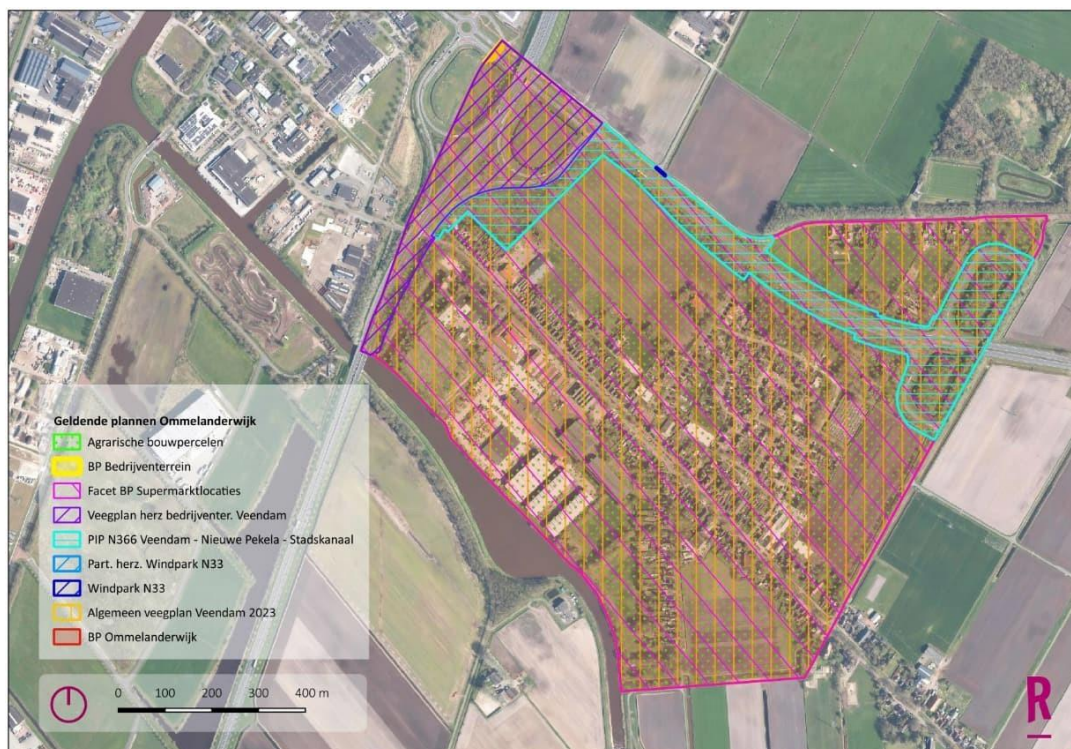 Geldende plannen Ommelanderwijk
Agrarische bouwpercelen
BP Bedrijventerrein
Facet BP Supermarktlocaties
Veegplan herz bedrijventer. Veendam
PIP N366 Veendam - Nieuwe Pekela - Stadskanaal
Part. herz. Windpark N33
Windpark N33
Algemeen veegplan Veendam 2023
BP Ommelanderwijk
0 100 200 300 400 m
R